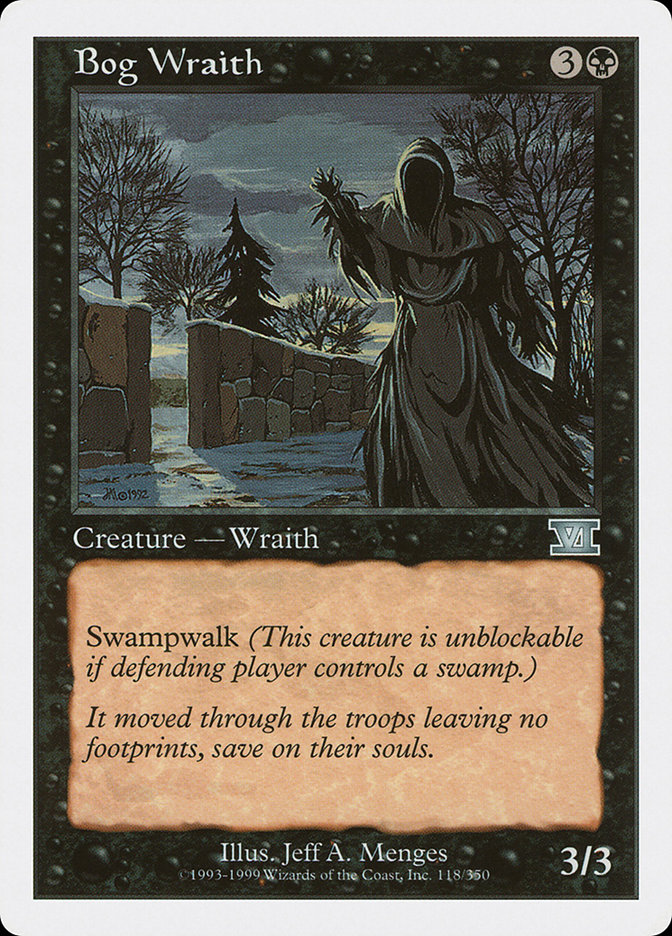 Bog Wraith 3
©1992
Creature — Wraith VI
Swampwalk (This creature is unblockable
if defending player controls a swamp.)
It moved through the troops leaving no
footprints, save on their souls.
Illus. Jeff A. Menges
©1993-1999 Wizards of the Coast, Inc. 118/350
3/3